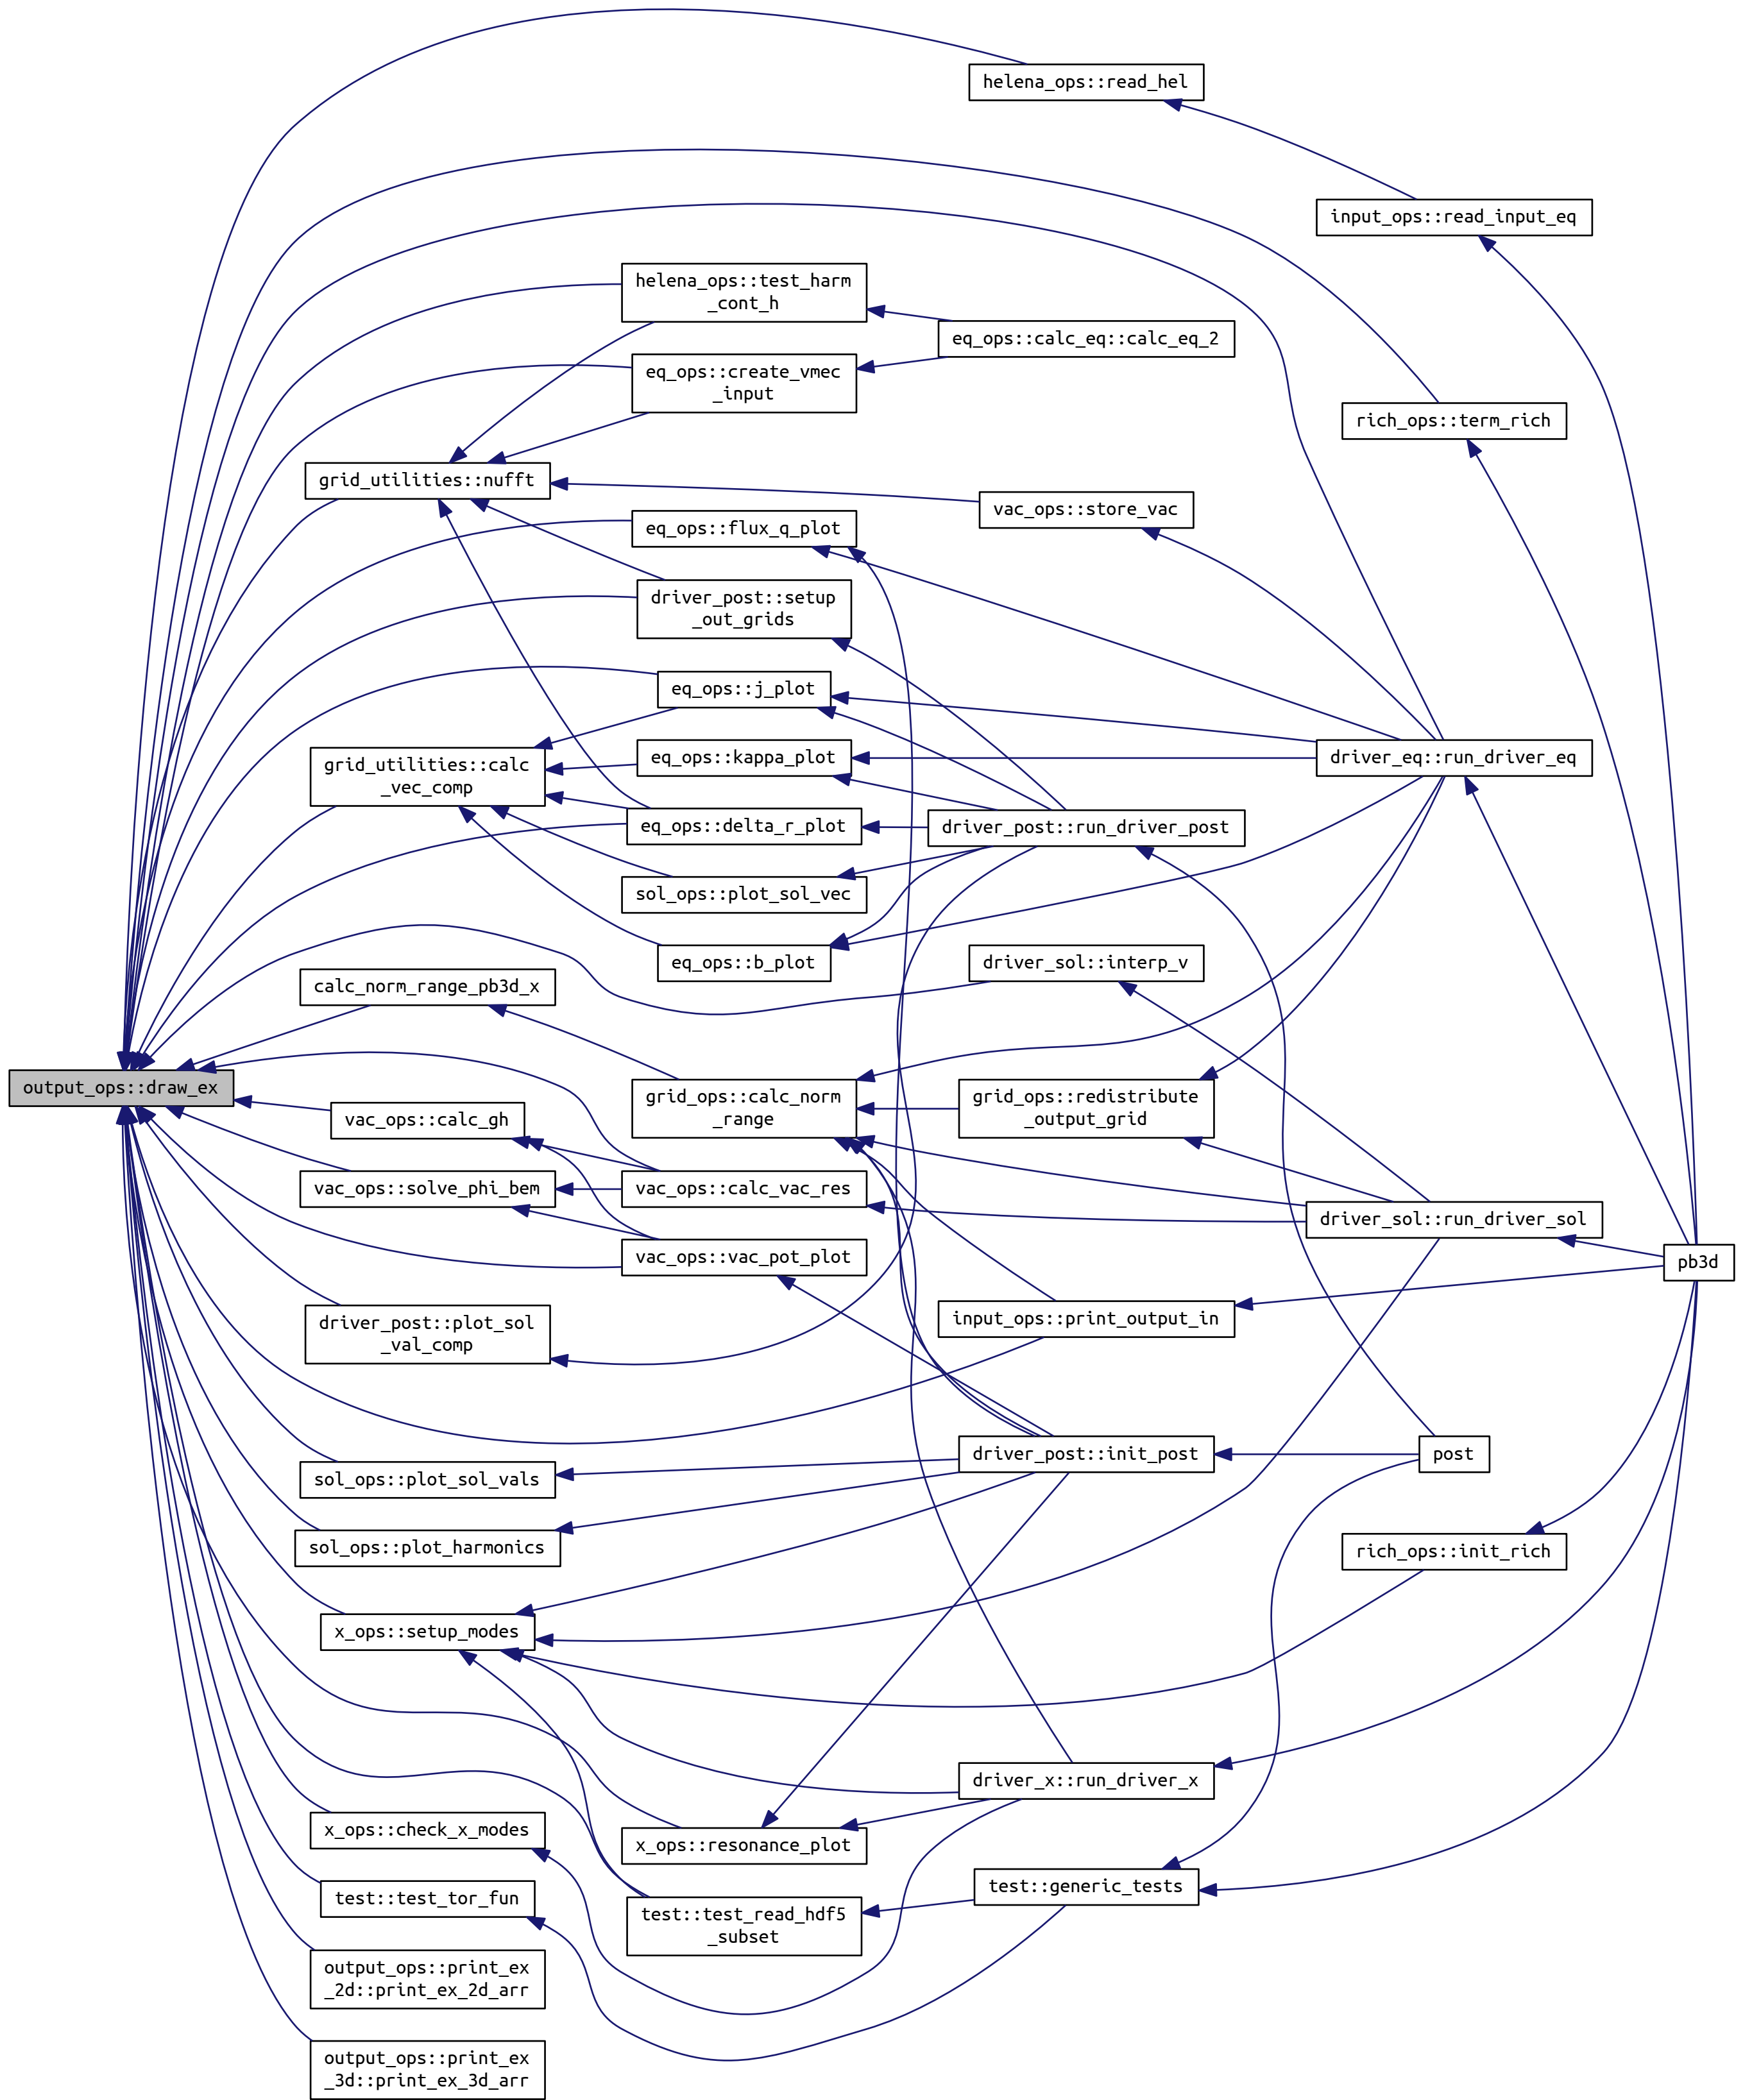 helena_ops::read_hel
input_ops::read_input_eq
helena_ops::test_harm
_cont_h
eq_ops::calc_eq::calc_eq_2
eq_ops::create_vmec
_input
rich_ops::term_rich
grid_utilities::nufft
vac_ops::store_vac
eq_ops::flux_q_plot
driver_post::setup
_out_grids
eq_ops::j_plot
grid_utilities::calc
_vec_comp
eq_ops::kappa_plot
driver_eq::run_driver_eq
eq_ops::delta_r_plot
driver_post::run_driver_post
sol_ops::plot_sol_vec
eq_ops::b_plot
driver_sol::interp_v
calc_norm_range_pb3d_x
output_ops::draw_ex
grid_ops::calc_norm
_range
grid_ops::redistribute
_output_grid
vac_ops::calc_gh
vac_ops::solve_phi_bem
vac_ops::calc_vac_res
driver_sol::run_driver_sol
vac_ops::vac_pot_plot
pb3d
driver_post::plot_sol
_val_comp
input_ops::print_output_in
driver_post::init_post
post
sol_ops::plot_sol_vals
sol_ops::plot_harmonics
rich_ops::init_rich
x_ops::setup_modes
driver_x::run_driver_x
x_ops::check_x_modes
x_ops::resonance_plot
test::generic_tests
test::test_tor_fun
test::test_read_hdf5
_subset
output_ops::print_ex
_2d::print_ex_2d_arr
output_ops::print_ex
_3d::print_ex_3d_arr